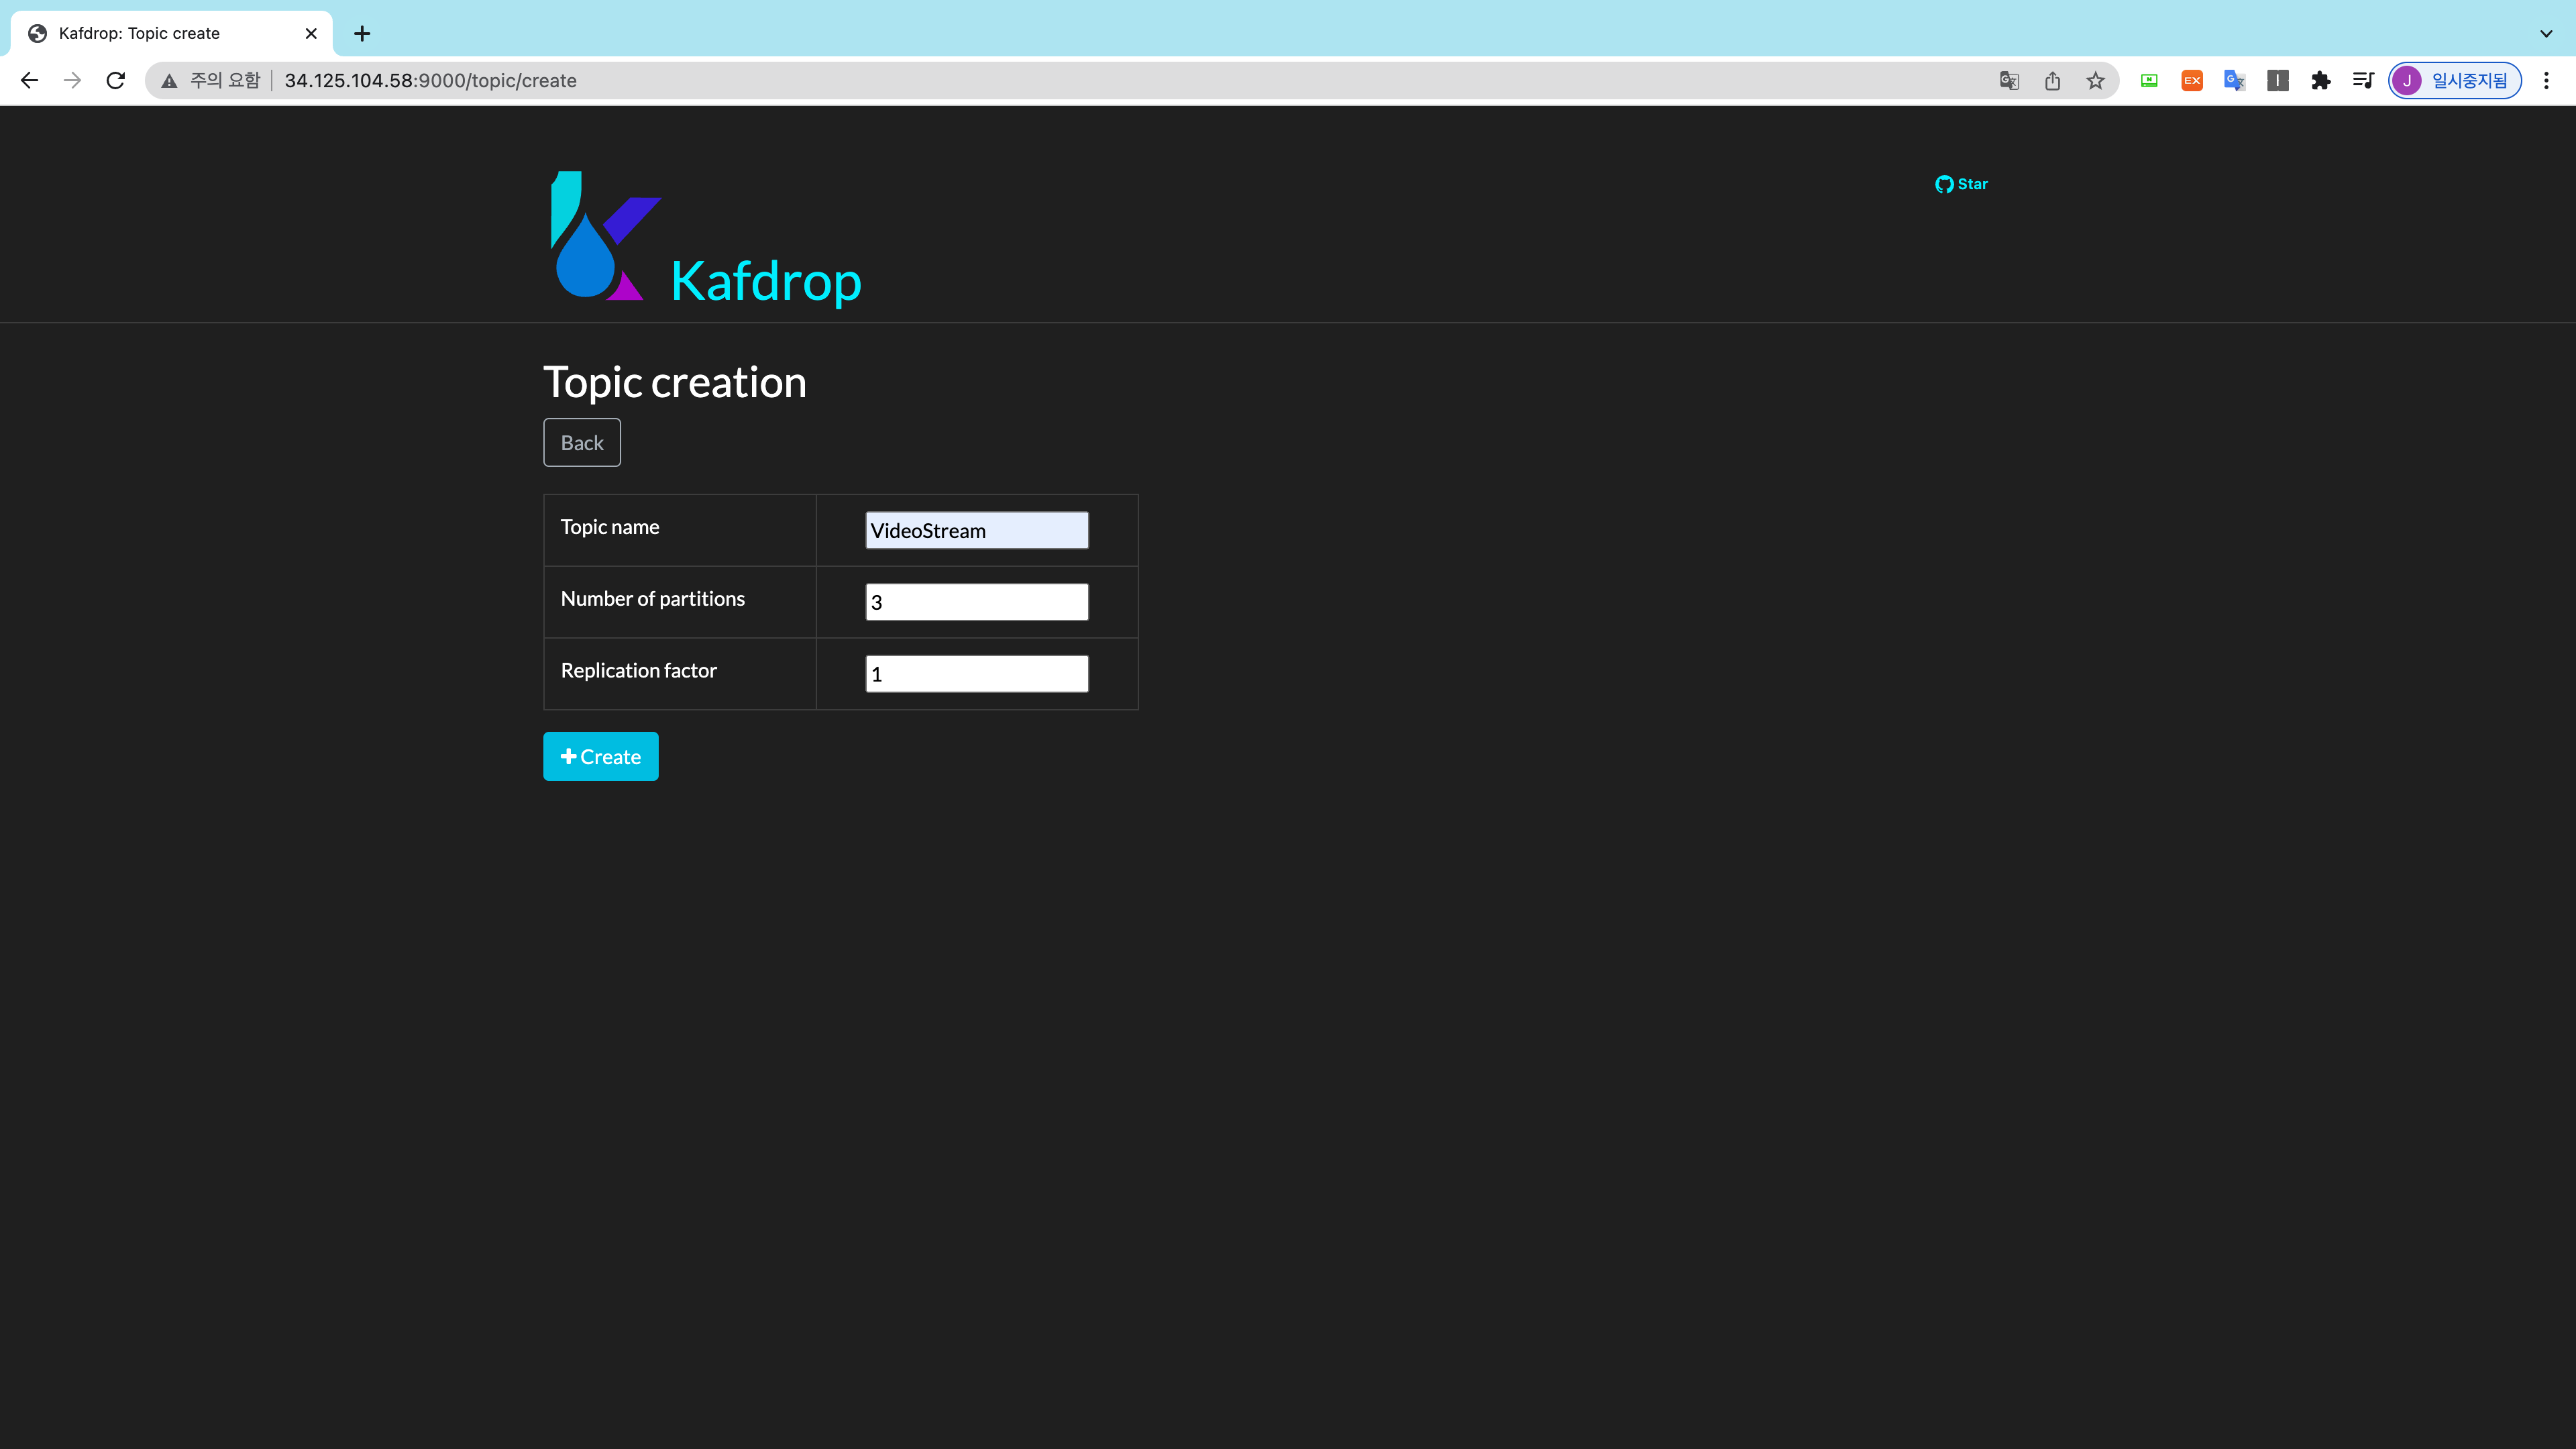 Kafdrop: Topic create
주의 요함 34.125.104.58:9000/topic/create
EX
J 일시중지됨
Star
Kafdrop
Topic creation
Back
Topic name VideoStream
Number of partitions 3
Replication factor 1
Create